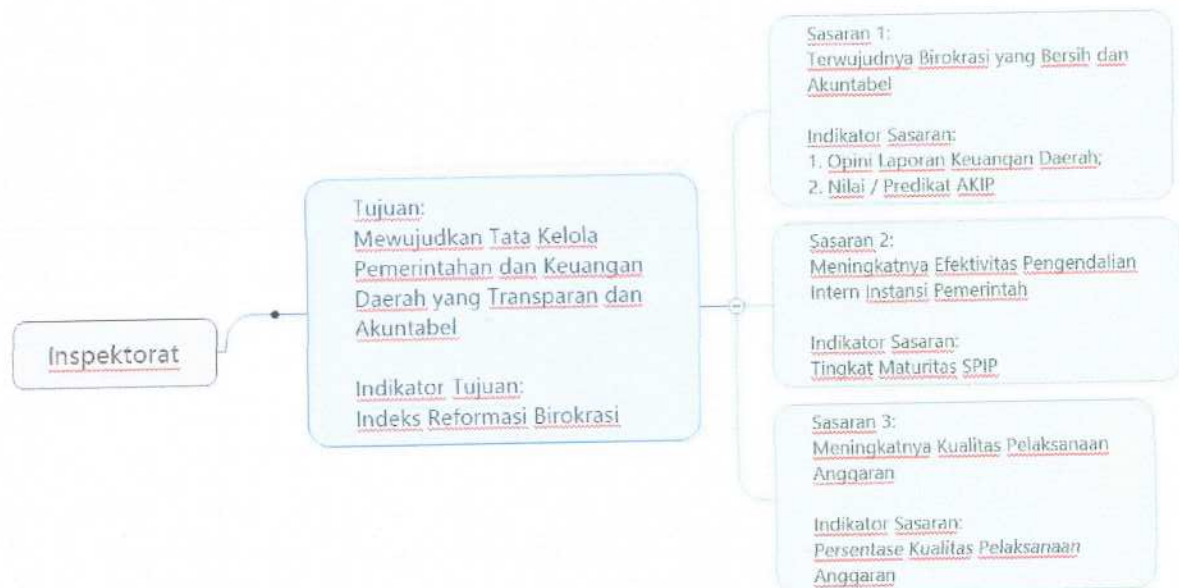 Inspektorat
Tujuan:
Mewujudkan Tata Kelola
Pemerintahan dan Keuangan
Daerah yang Transparan dan
Akuntabel
Indikator Tujuan:
Indeks Reformasi Birokrasi
Sasaran 1:
Terwujudnya Birokrasi yang Bersih dan
Akuntabel
Indikator Sasaran:
1. Opini Laporan Keuangan Daerah;
2. Nilai / Predikat AKIP
Sasaran 2:
Meningkatnya Efektivitas Pengendalian
Intern Instansi Pemerintah
Indikator Sasaran:
Tingkat Maturitas SPIP
Sasaran 3:
Meningkatnya Kualitas Pelaksanaan
Anggaran
Indikator Sasaran:
Persentase Kualitas Pelaksanaan
Anggaran